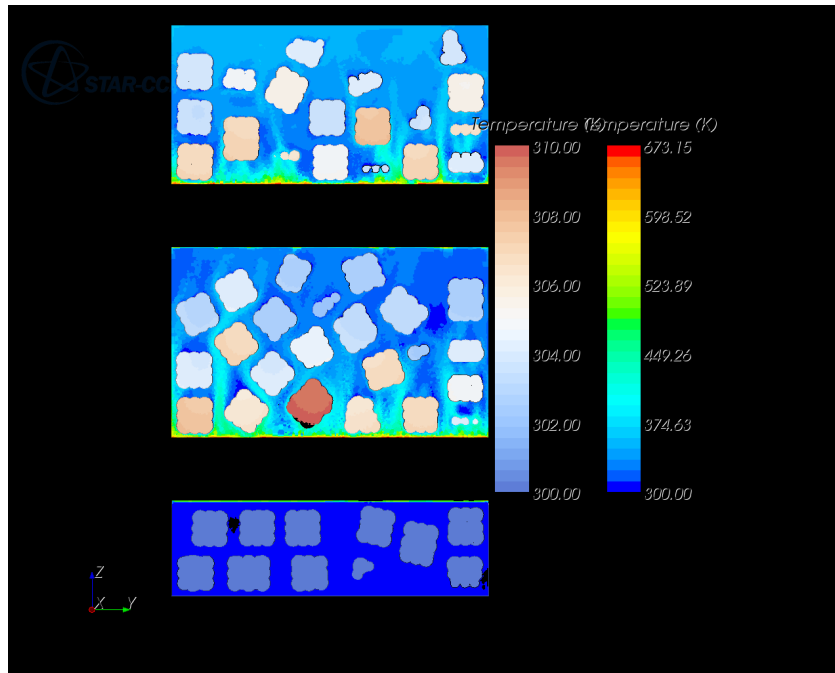 STAR-CC
Temperature (K)
Temperature (K)
310.00
308.00
306.00
304.00
302.00
300.00
673.15
598.52
523.89
449.26
374.63
300.00
Z
X
Y